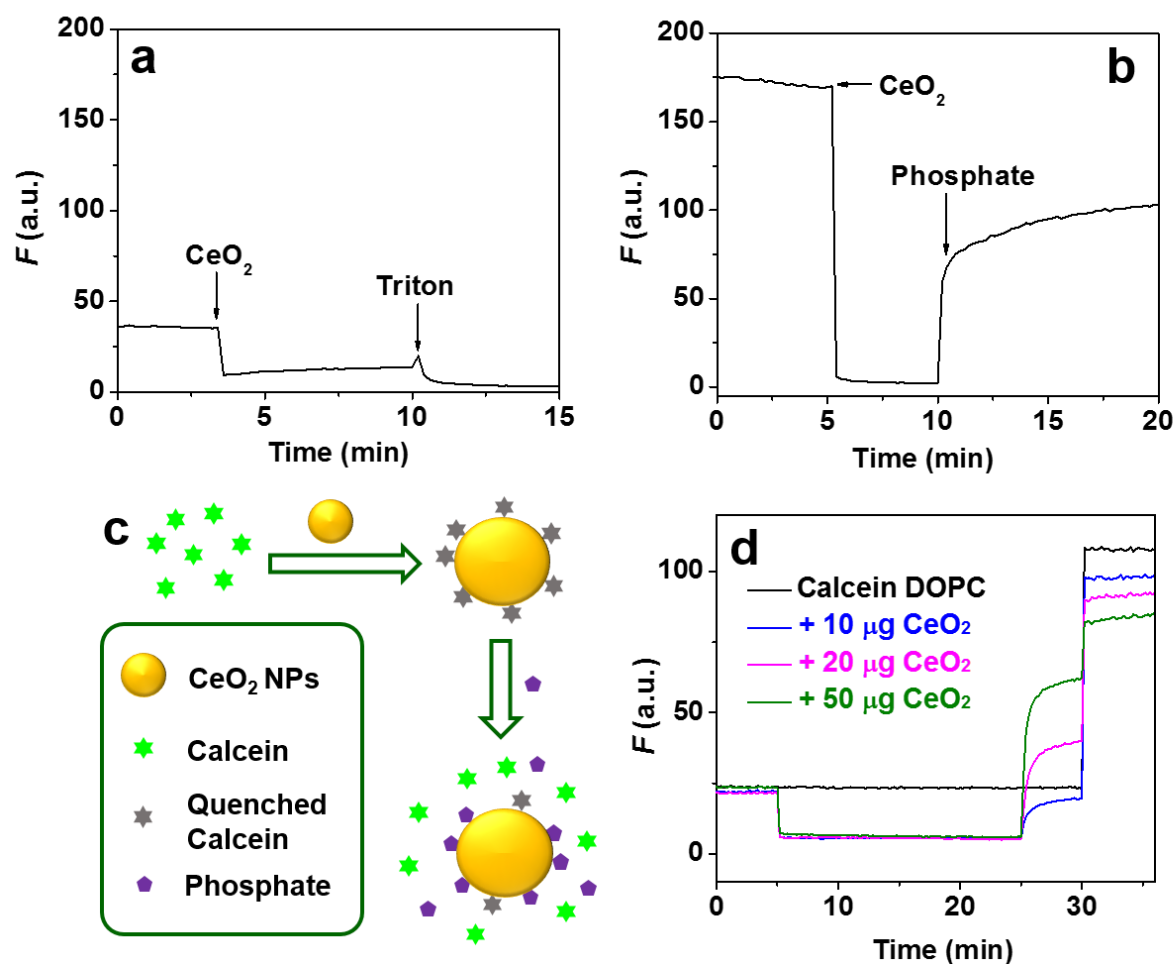 a
200
150
100
50
0
F (a.u.)
CeO₂
Triton
0 5 10 15
Time (min)
b
200
150
100
50
0
F (a.u.)
CeO₂
Phosphate
0 5 10 15 20
Time (min)
c
CeO₂ NPs
Calcein
Quenched
Calcein
Phosphate
d
100
50
0
F (a.u.)
Calcein DOPC
+ 10 μg CeO₂
+ 20 μg CeO₂
+ 50 μg CeO₂
0 10 20 30
Time (min)